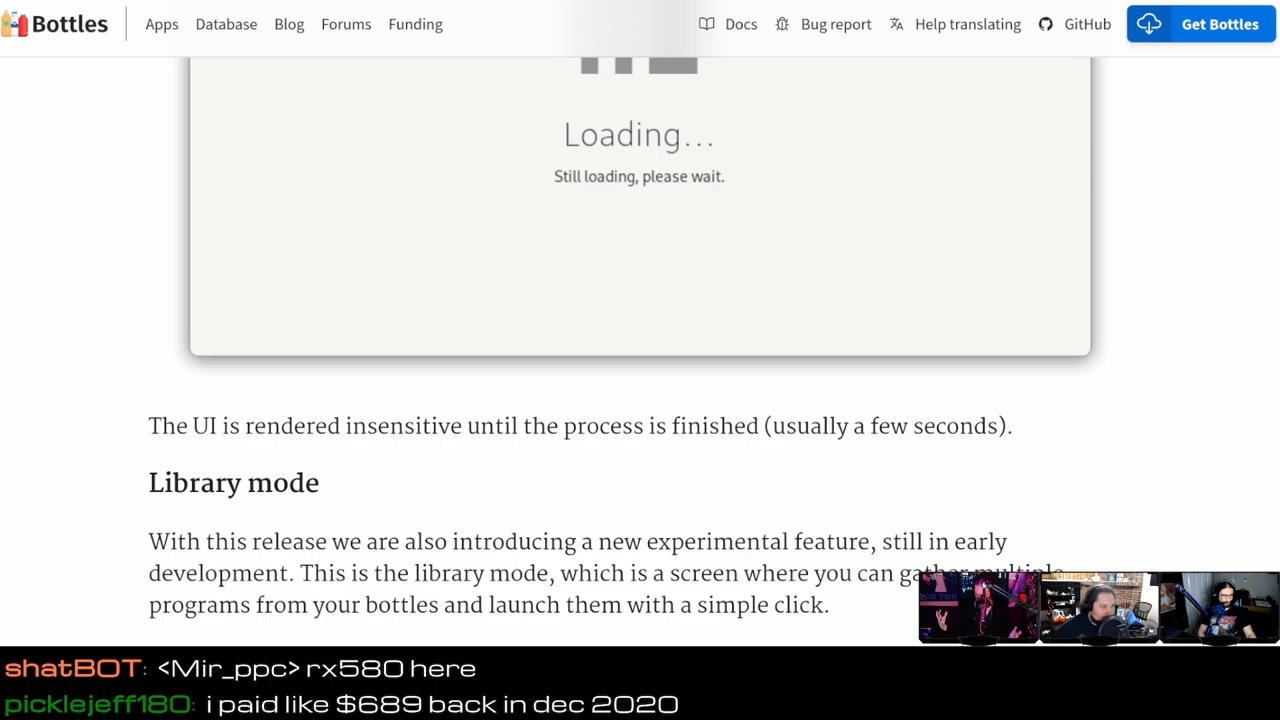 Bottles Apps Database Blog Forums Funding Docs Bug report Help translating GitHub Get Bottles
Loading...
Still loading, please wait.
The UI is rendered insensitive until the process is finished (usually a few seconds).
Library mode
With this release we are also introducing a new experimental feature, still in early
development. This is the library mode, which is a screen where you can gather multiple
programs from your bottles and launch them with a simple click.
shatBOT: <Mir_ppc> rx580 here
picklejeff180: i paid like $689 back in dec 2020